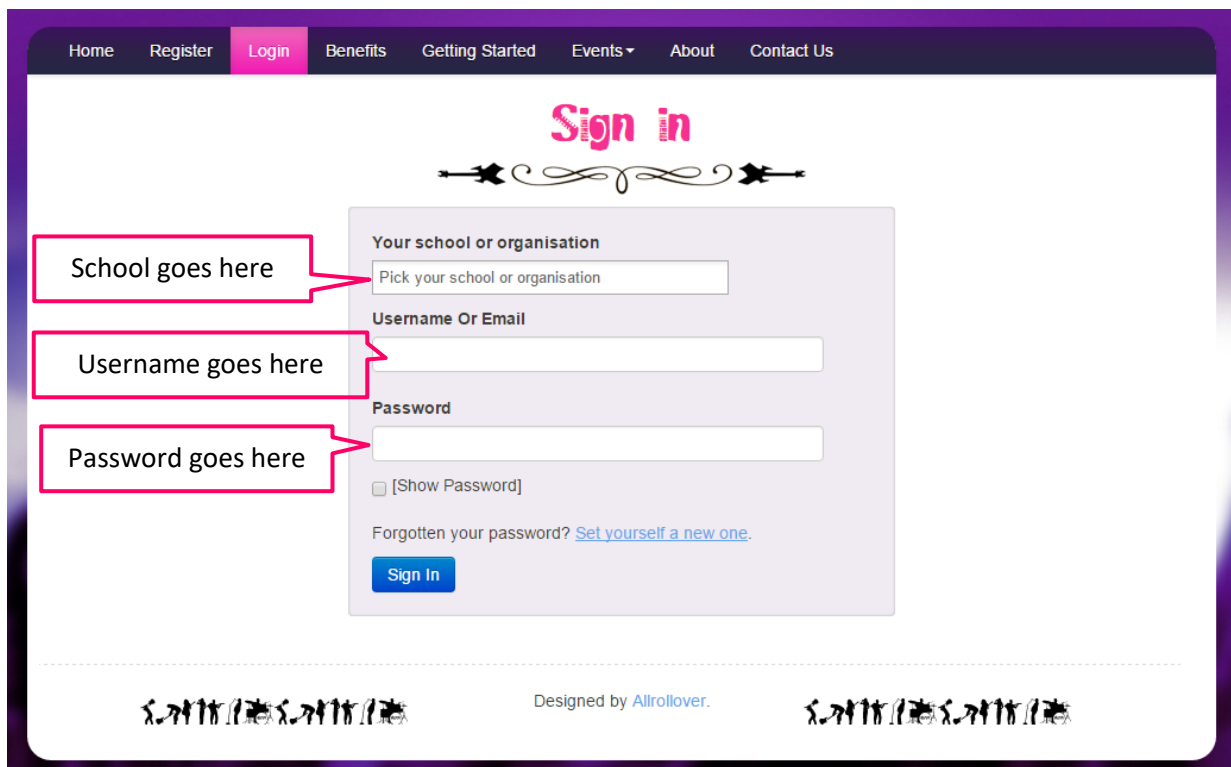 Home Register Login Benefits Getting Started Events About Contact Us
Sign in
Your school or organisation
School goes here
Pick your school or organisation
Username Or Email
Username goes here
Password
Password goes here
[Show Password]
Forgotten your password? Set yourself a new one.
Sign In
Designed by Allrollover.